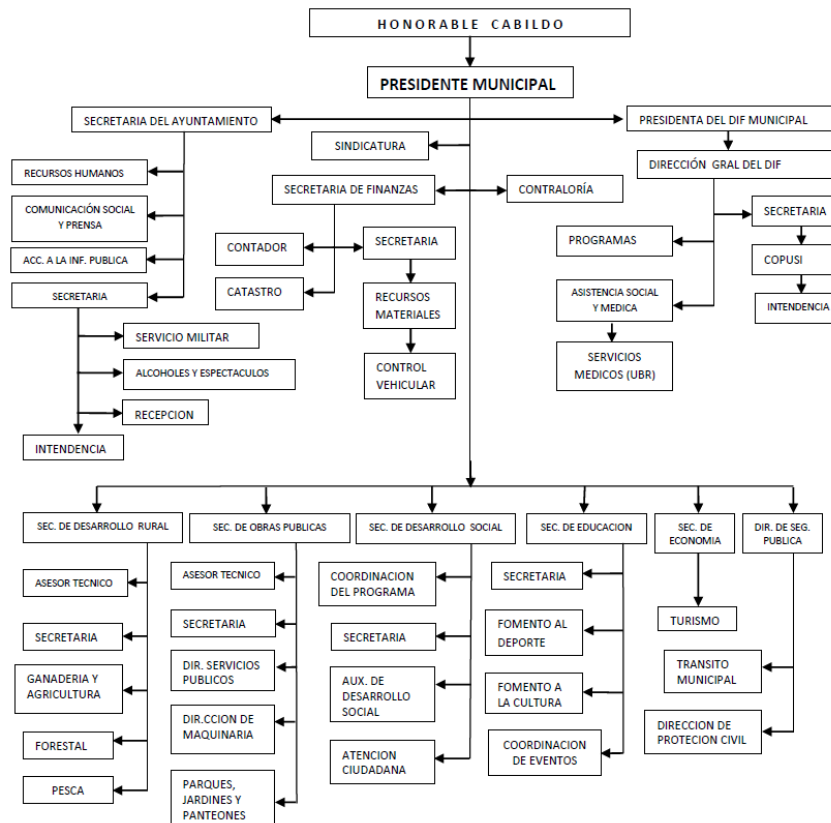 HONORABLE CABILDO
PRESIDENTE MUNICIPAL
SECRETARIA DEL AYUNTAMIENTO
PRESIDENTA DEL DIF MUNICIPAL
SINDICATURA
DIRECCIÓN GRAL DEL DIF
RECURSOS HUMANOS
SECRETARIA DE FINANZAS
CONTRALORÍA
COMUNICACIÓN SOCIAL
Y PRENSA
SECRETARIA
CONTADOR
SECRETARIA
PROGRAMAS
ACC. A LA INF. PUBLICA
COPUSI
SECRETARIA
CATASTRO
RECURSOS
MATERIALES
ASISTENCIA SOCIAL
Y MEDICA
INTENDENCIA
SERVICIO MILITAR
SERVICIOS
MEDICOS (UBR)
ALCOHOLES Y ESPECTACULOS
CONTROL
VEHICULAR
RECEPCION
INTENDENCIA
SEC. DE DESARROLLO RURAL
SEC. DE OBRAS PUBLICAS
SEC. DE DESARROLLO SOCIAL
SEC. DE EDUCACION
SEC. DE
ECONOMIA
DIR. DE SEG.
PUBLICA
ASESOR TECNICO
SECRETARIA
GANADERIA Y
AGRICULTURA
FORESTAL
PESCA
ASESOR TECNICO
SECRETARIA
DIR. SERVICIOS
PUBLICOS
DIR.CCION DE
MAQUINARIA
PARQUES,
JARDINES Y
PANTEONES
COORDINACION
DEL PROGRAMA
SECRETARIA
AUX. DE
DESARROLLO
SOCIAL
ATENCION
CIUDADANA
SECRETARIA
FOMENTO AL
DEPORTE
FOMENTO A
LA CULTURA
COORDINACION
DE EVENTOS
TURISMO
TRANSITO
MUNICIPAL
DIRECCION DE
PROTECION CIVIL